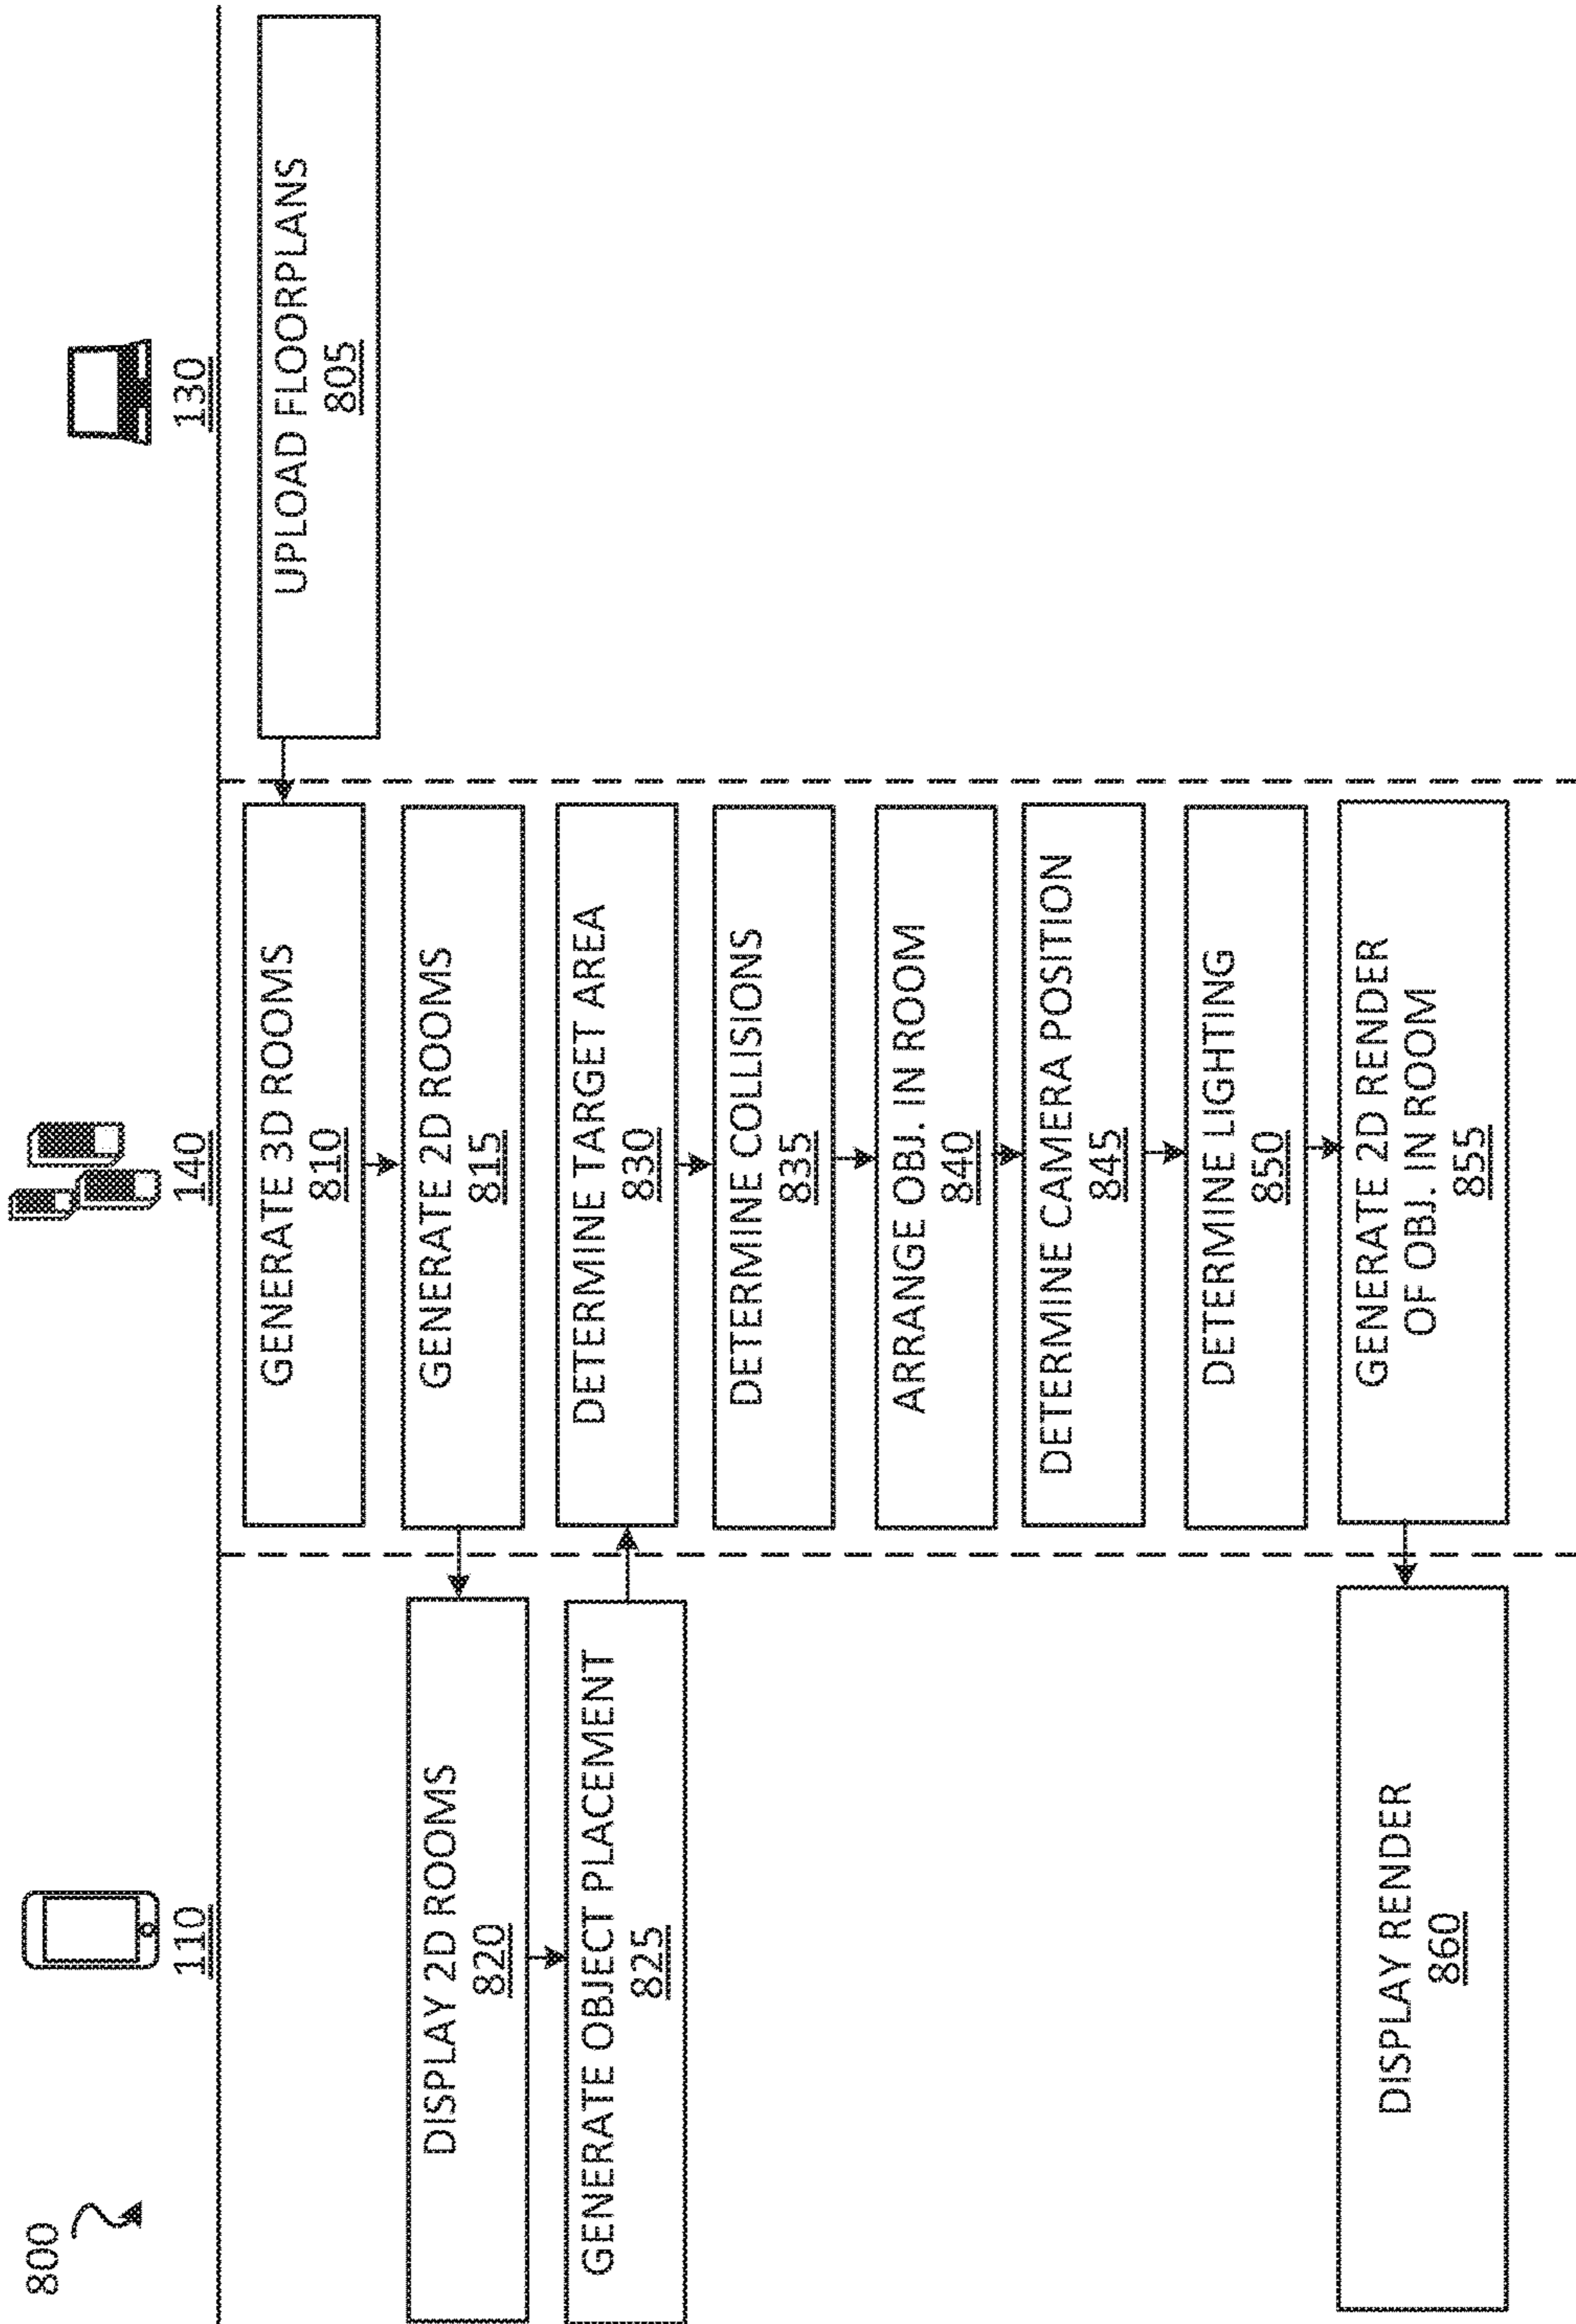 800
110
140
130
UPLOAD FLOORPLANS
805
GENERATE 3D ROOMS
810
GENERATE 2D ROOMS
815
DISPLAY 2D ROOMS
820
GENERATE OBJECT PLACEMENT
825
DETERMINE TARGET AREA
830
DETERMINE COLLISIONS
835
ARRANGE OBJ. IN ROOM
840
DETERMINE CAMERA POSITION
845
DETERMINE LIGHTING
850
GENERATE 2D RENDER
OF OBJ. IN ROOM
855
DISPLAY RENDER
860